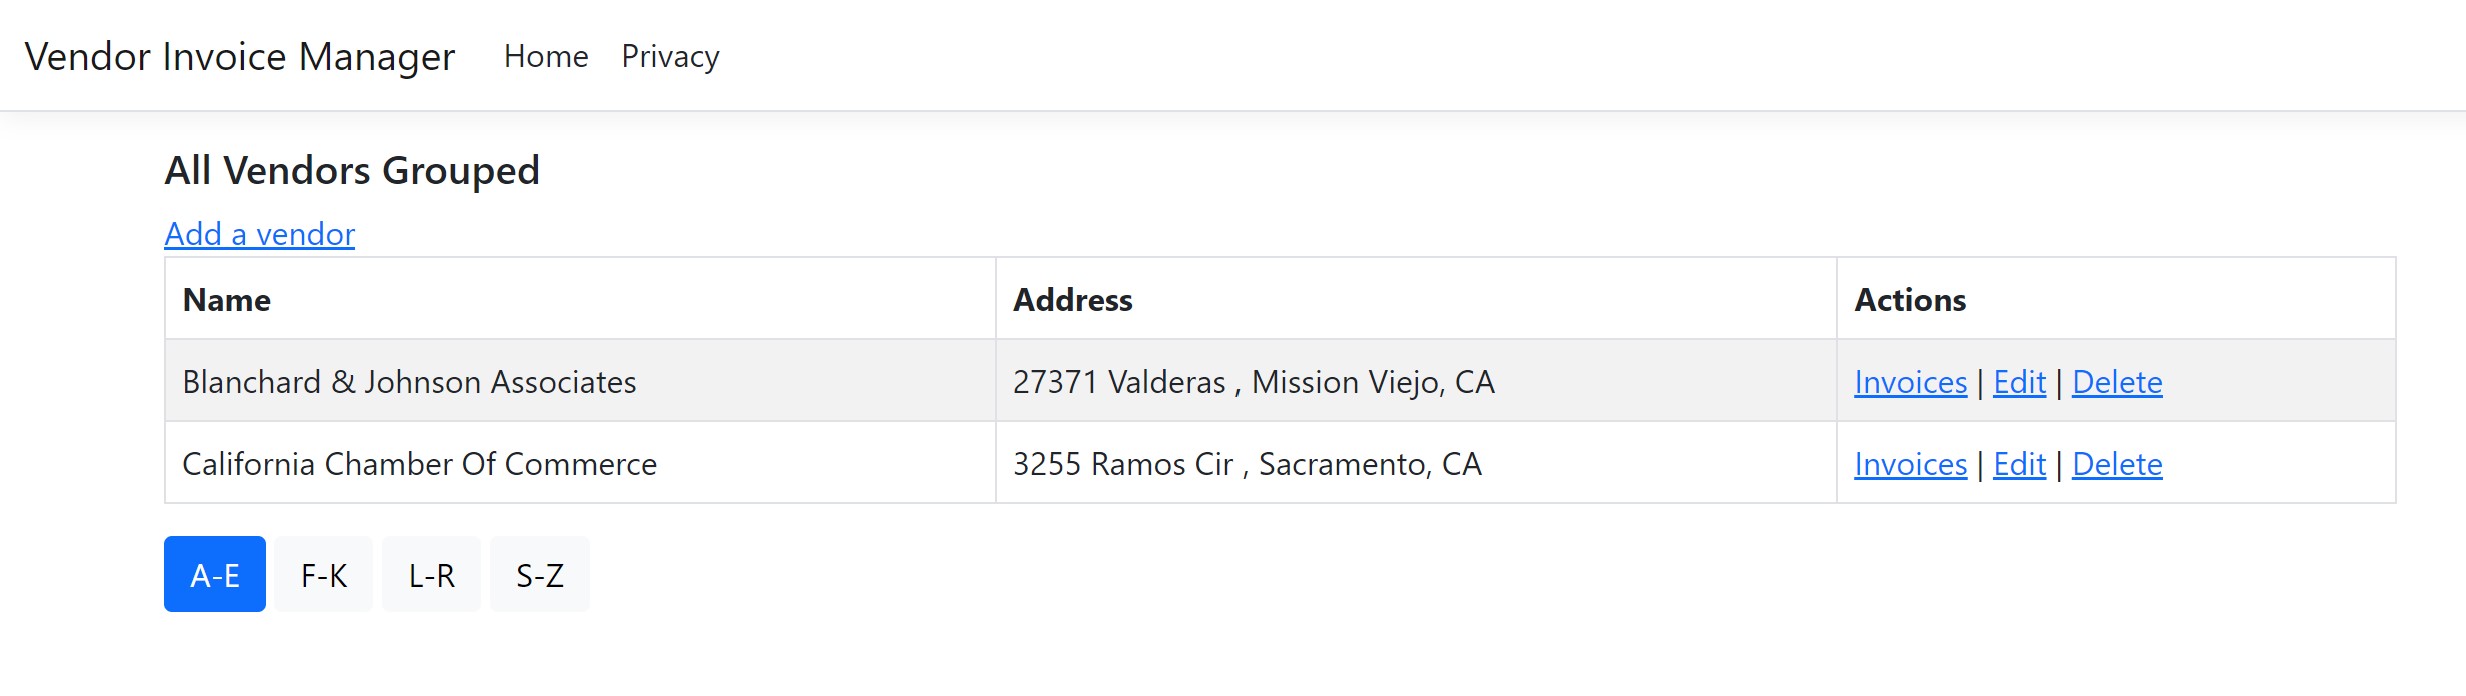 Vendor Invoice Manager Home Privacy
All Vendors Grouped
Add a vendor
Name Address Actions
Blanchard & Johnson Associates 27371 Valderas , Mission Viejo, CA Invoices | Edit | Delete
California Chamber Of Commerce 3255 Ramos Cir , Sacramento, CA Invoices | Edit | Delete
A-E F-K L-R S-Z